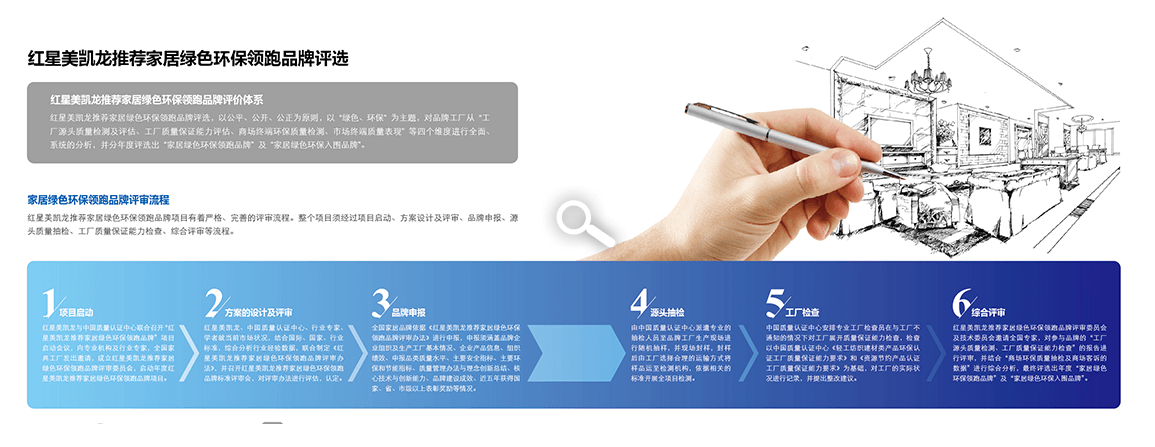 红星美凯龙推荐家居绿色环保领跑品牌评选
红星美凯龙推荐家居绿色环保领跑品牌评价体系
红星美凯龙推荐家居绿色环保领跑品牌评选，以公平、公开、公正为原则，以“绿色、环保”为主题，对品牌工厂从“工
厂源头质量检测及评估、工厂质量保证能力评估、商场终端环保质量检测、市场终端质量表现”等四个维度进行全面、
系统的分析，并分年度评选出“家居绿色环保领跑品牌”及“家居绿色环保入围品牌”。
家居绿色环保领跑品牌评审流程
红星美凯龙推荐家居绿色环保领跑品牌项目有着严格、完善的评审流程。整个项目须经过项目启动、方案设计及评审、品牌申报、源
头质量抽检、工厂质量保证能力检查、综合评审等流程。
1 项目启动
红星美凯龙与中国质量认证中心联合召开“红
星美凯龙推荐家居绿色环保领跑品牌”项目
启动会议，向专业机构及行业专家，全国家
具工厂发出邀请，成立红星美凯龙推荐家居
绿色环保领跑品牌评审委员会，启动年度红
星美凯龙推荐家居绿色环保领跑品牌项目。
2 方案的设计及评审
红星美凯龙、中国质量认证中心、行业专家、
学者就当前市场状况，结合国际、国家、行业
标准，综合分析行业经验数据，联合制定《红
星美凯龙推荐家居绿色环保领跑品牌评审办
法》，并召开红星美凯龙推荐家居绿色环保领跑
品牌标准评审会，对评审办法进行评估、认定。
3 品牌申报
全国家居品牌依据《红星美凯龙推荐家居绿色环保
领跑品牌评审办法》进行申报，申报须涵盖品牌企
业组织及生产工厂基本情况、企业产品信息、组织
绩效、申报品类质量水平、主要安全指标、主要环
保和节能指标、质量管理办法与理念创新总结、核
心技术与创新能力、品牌建设成效、近五年获得国
家、省、市级以上表彰奖励等情况。
4 源头抽检
由中国质量认证中心派遣专业的
抽检人员至品牌工厂生产现场进
行随机抽样，并现场封样，封样
后由工厂选择合理的运输方式将
样品运至检测机构，依据相关的
标准开展全项目检测。
5 工厂检查
中国质量认证中心安排专业工厂检查员在与工厂不
通知的情况下对工厂展开质量保证能力检查，检查
以中国质量认证中心《轻工纺织建材类产品环保认
证工厂质量保证能力要求》和《资源节约产品认证
工厂质量保证能力要求》为基础，对工厂的实际状
况进行记录，并提出整改建议。
6 综合评审
红星美凯龙推荐家居绿色环保领跑品牌评审委员会
及技术委员会邀请全国专家，对参与品牌的“工厂
源头质量检测、工厂质量保证能力检查”的报告进
行评审，并结合“商场环保质量抽检及商场客诉的
数据”进行综合分析，最终评选出年度“家居绿色
环保领跑品牌”及“家居绿色环保入围品牌”。